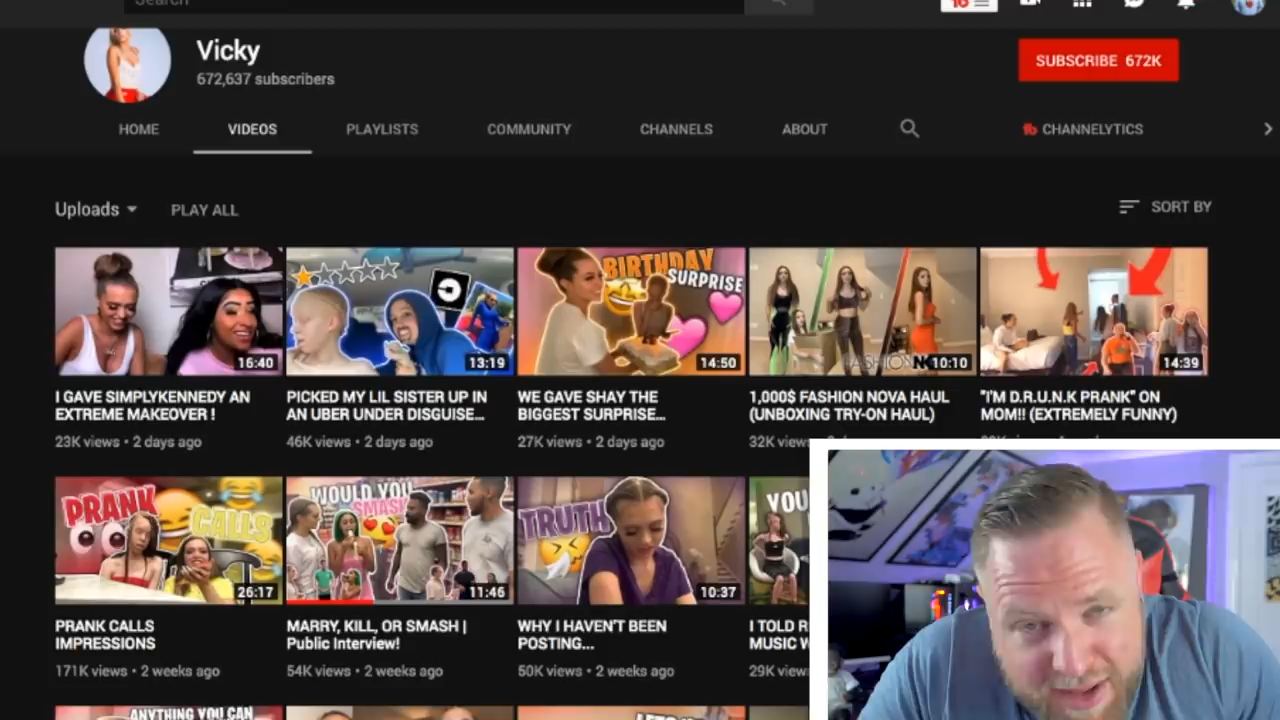 Search
Vicky
672,637 subscribers
SUBSCRIBE 672K
HOME
VIDEOS
PLAYLISTS
COMMUNITY
CHANNELS
ABOUT
CHANNELYTICS
Uploads
PLAY ALL
SORT BY
16:40
13:19
BIRTHDAY
SURPRISE
14:50
FASHION
10:10
14:39
I GAVE SIMPLYKENNEDY AN
EXTREME MAKEOVER !
23K views • 2 days ago
PICKED MY LIL SISTER UP IN
AN UBER UNDER DISGUISE...
46K views • 2 days ago
WE GAVE SHAY THE
BIGGEST SURPRISE...
27K views • 2 days ago
1,000$ FASHION NOVA HAUL
(UNBOXING TRY-ON HAUL)
32K views
"I'M D.R.U.N.K PRANK" ON
MOM!! (EXTREMELY FUNNY)
PRANK
CALLS
26:17
WOULD YOU
SMASH
11:46
TRUTH
10:37
YOU
PRANK CALLS
IMPRESSIONS
171K views • 2 weeks ago
MARRY, KILL, OR SMASH |
Public Interview!
54K views • 2 weeks ago
WHY I HAVEN'T BEEN
POSTING...
50K views • 2 weeks ago
I TOLD
MUSIC
29K views
ANYTHING YOU CAN